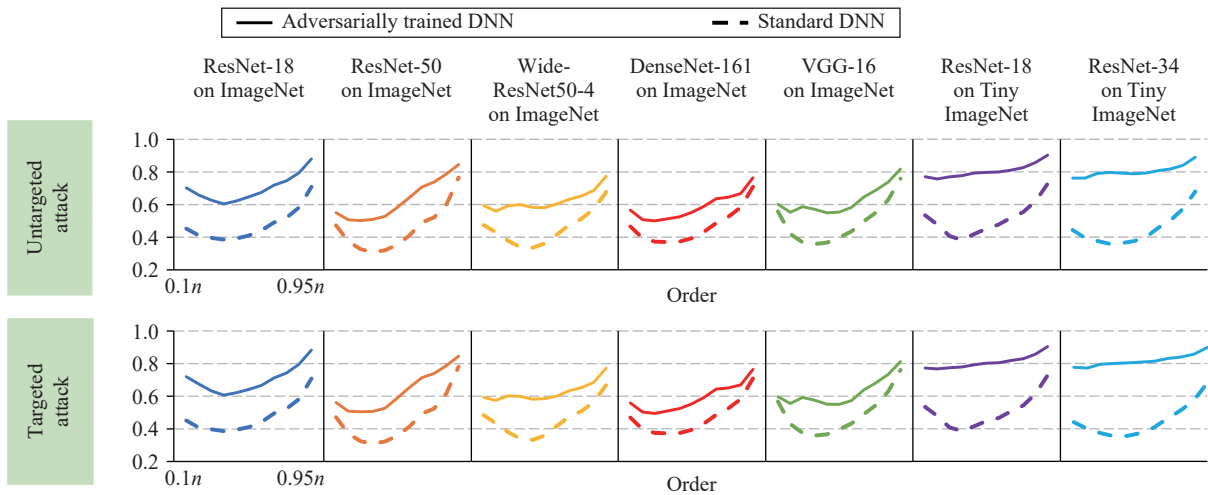 Adversarially trained DNN
Standard DNN
ResNet-18
on ImageNet
ResNet-50
on ImageNet
Wide-
ResNet50-4
on ImageNet
DenseNet-161
on ImageNet
VGG-16
on ImageNet
ResNet-18
on Tiny
ImageNet
ResNet-34
on Tiny
ImageNet
Untargeted
attack
1.0
0.8
0.6
0.4
0.2
0.1n
0.95n
Order
Targeted
attack
1.0
0.8
0.6
0.4
0.2
0.1n
0.95n
Order